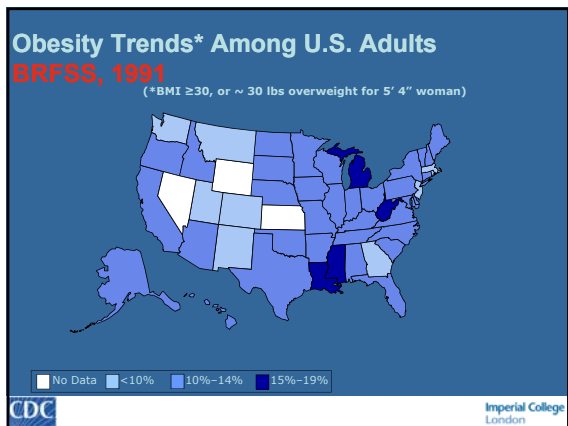 Obesity Trends* Among U.S. Adults
BRFSS, 1991
(*BMI ≥30, or ~ 30 lbs overweight for 5’ 4” woman)
No Data <10% 10%–14% 15%–19%
CDC
Imperial College
London